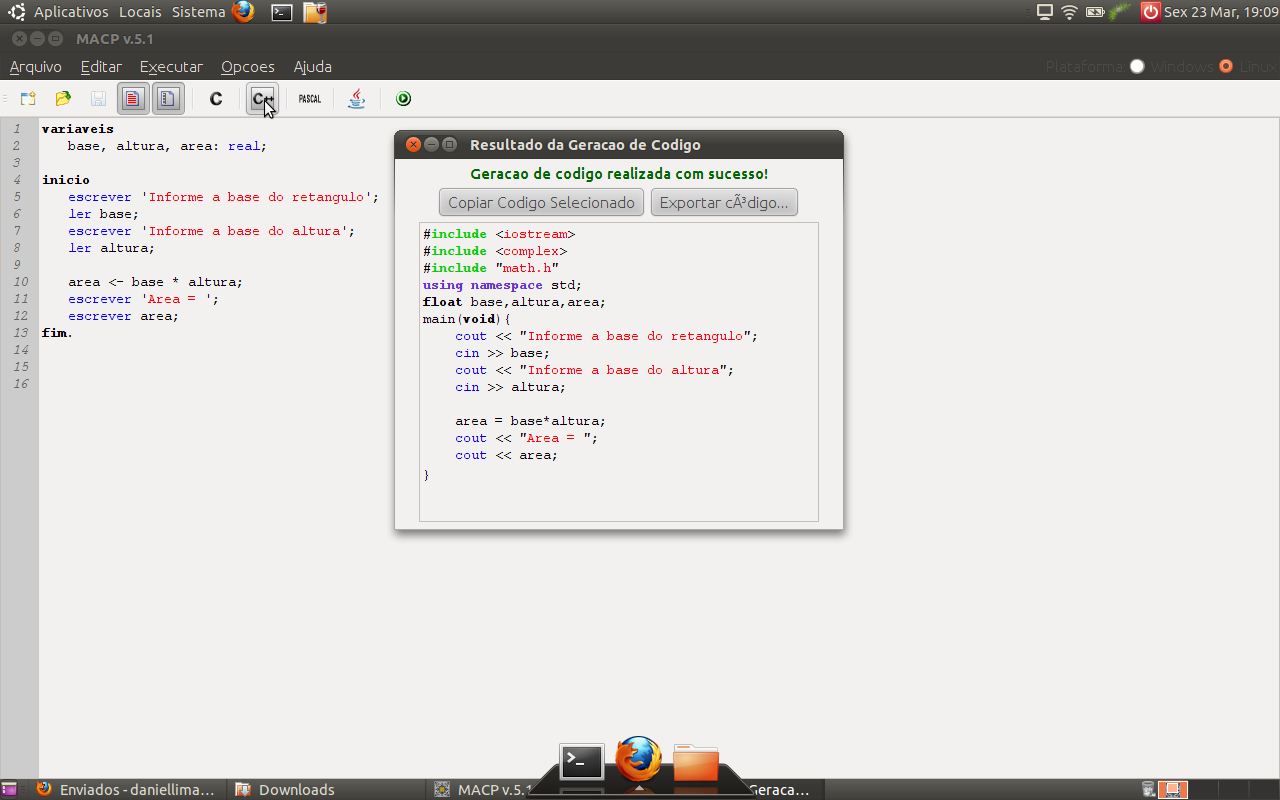 Aplicativos Locais Sistema
Sex 23 Mar, 19:09
MACP v.5.1
Arquivo Editar Executar Opcoes Ajuda
Plataforma: Windows Linux
C C++ PASCAL
1 variaveis
2 base, altura, area: real;
3
4 inicio
5 escrever 'Informe a base do retangulo';
6 ler base;
7 escrever 'Informe a base do altura';
8 ler altura;
9
10 area <- base * altura;
11 escrever 'Area = ';
12 escrever area;
13 fim.
14
15
16
Resultado da Geracao de Codigo
Geracao de codigo realizada com sucesso!
Copiar Codigo Selecionado
Exportar cÃ³digo...
#include <iostream>
#include <complex>
#include "math.h"
using namespace std;
float base,altura,area;
main(void){
cout << "Informe a base do retangulo";
cin >> base;
cout << "Informe a base do altura";
cin >> altura;
area = base*altura;
cout << "Area = ";
cout << area;
}
>_
Enviados - daniellima...
Downloads
MACP v.5.1
Geraca...